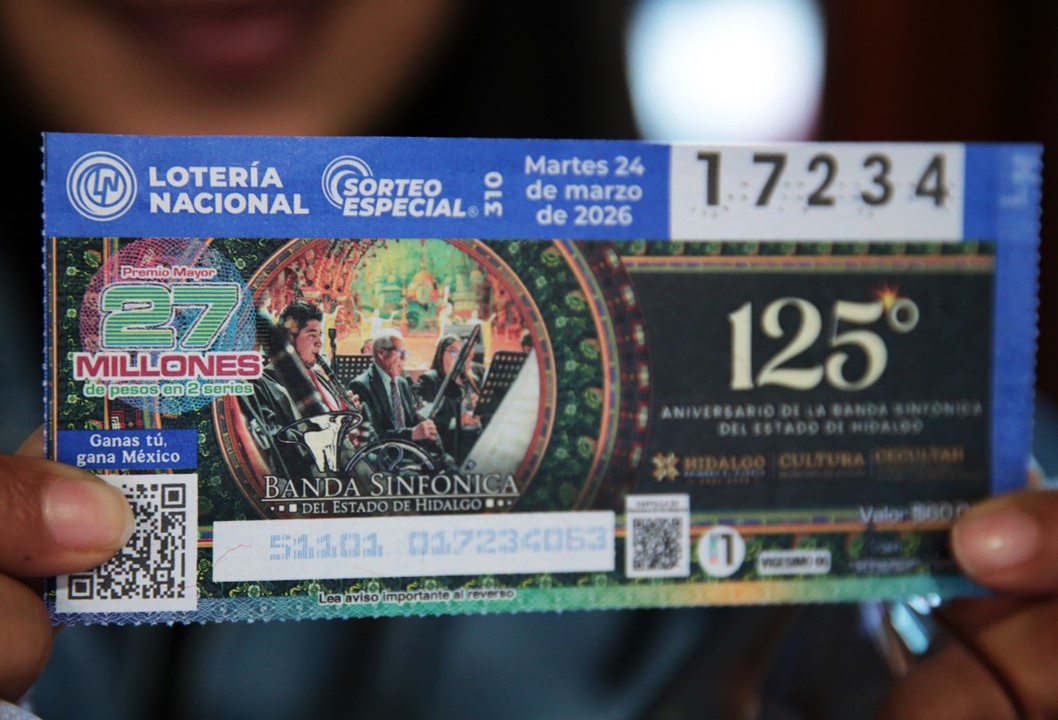 LOTERÍA
NACIONAL
SORTEO
ESPECIAL®
310
Martes 24
de marzo
de 2026
17234
Premio Mayor
27
MILLONES
de pesos en 2 series
Ganas tú,
gana México
BANDA SINFÓNICA
DEL ESTADO DE HIDALGO
125°
ANIVERSARIO DE LA BANDA SINFÓNICA
DEL ESTADO DE HIDALGO
HIDALGO
CULTURA
CECULTAH
51101 017234053
Valor: $60
1
Lea aviso importante al reverso